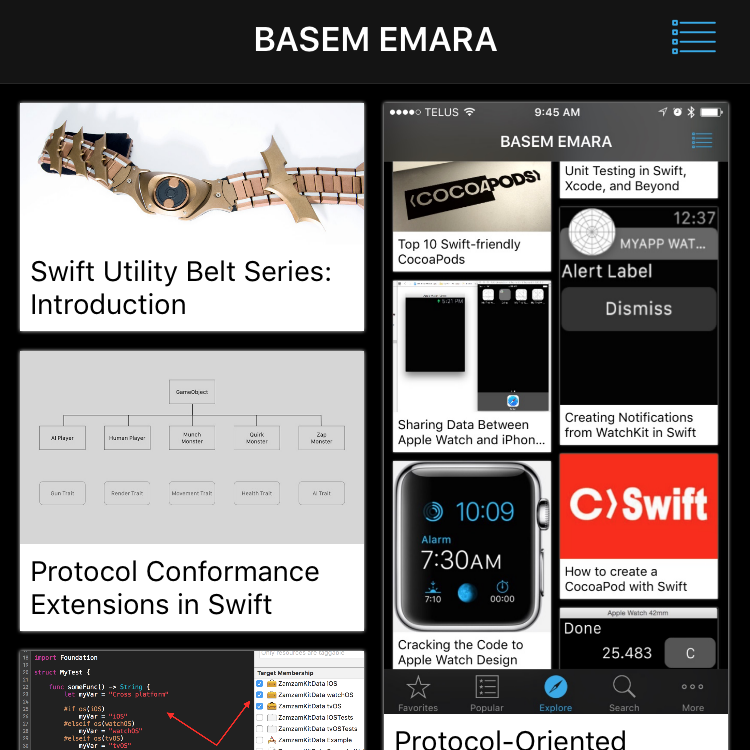 BASEM EMARA
Swift Utility Belt Series:
Introduction
GameObject
AI Player
Human Player
Munch
Monster
Quirk
Monster
Zap
Monster
Gun Trait
Render Trait
Movement Trait
Health Trait
AI Trait
Protocol Conformance
Extensions in Swift
import Foundation
struct MyTest {
func someFunc() -> String {
let myVar = "Cross platform"
#if os(iOS)
myVar = "iOS"
#elseif os(watchOS)
myVar = "watchOS"
#elseif os(tvOS)
myVar = "tvOS"
Only resources are taggable
Target Membership
ZamzamKitData iOS
ZamzamKitData watchOS
ZamzamKitData tvOS
ZamzamKitData iOSTests
ZamzamKitData tvOSTests
ZamzamKitData Example
TELUS 9:45 AM
BASEM EMARA
COCOAPODS
Top 10 Swift-friendly
CocoaPods
5:21 PM
Sharing Data Between
Apple Watch and iPhon...
10:09
Alarm
7:30AM
7:10 00:00
Cracking the Code to
Apple Watch Design
Unit Testing in Swift,
Xcode, and Beyond
12:37
MYAPP WAT...
Alert Label
Dismiss
Creating Notifications
from WatchKit in Swift
Swift
How to create a
CocoaPod with Swift
Apple Watch 42mm
Done
25.483 C
Favorites Popular Explore Search More
Protocol-Oriented